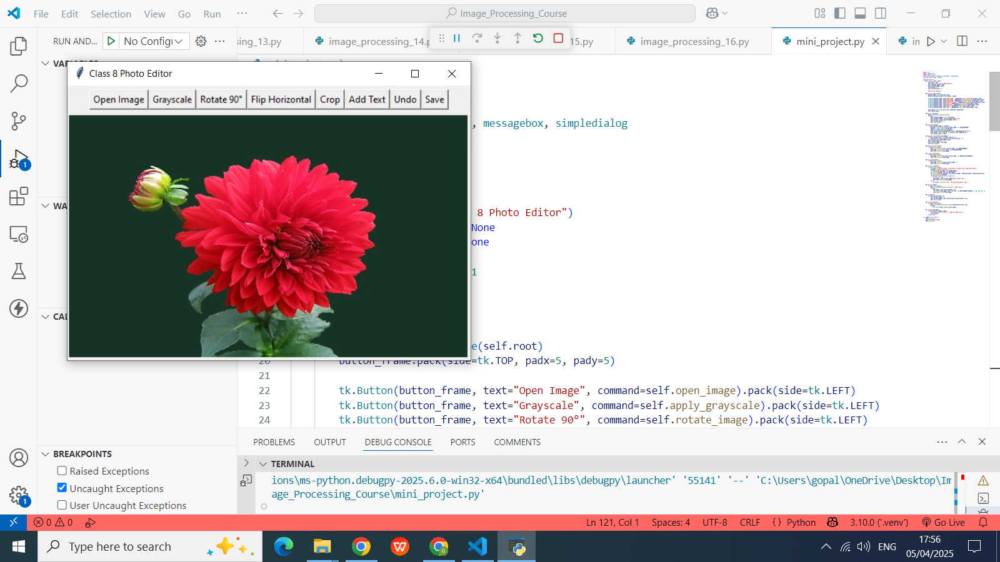 File Edit Selection View Go Run ··· Image_Processing_Course
RUN AND... No Configu ··· sing_13.py image_processing_14.p 15.py image_processing_16.py mini_project.py in ···
VARIABLES
Class 8 Photo Editor
Open Image Grayscale Rotate 90° Flip Horizontal Crop Add Text Undo Save
, messagebox, simpledialog
WA
8 Photo Editor")
None
one
1
CAL
e(self.root)
20 button_frame.pack(side=tk.TOP, padx=5, pady=5)
21
22 tk.Button(button_frame, text="Open Image", command=self.open_image).pack(side=tk.LEFT)
23 tk.Button(button_frame, text="Grayscale", command=self.apply_grayscale).pack(side=tk.LEFT)
24 tk.Button(button_frame, text="Rotate 90°", command=self.rotate_image).pack(side=tk.LEFT)
PROBLEMS OUTPUT DEBUG CONSOLE PORTS COMMENTS ···
BREAKPOINTS
Raised Exceptions
Uncaught Exceptions
User Uncaught Exceptions
TERMINAL
ions\ms-python.debugpy-2025.6.0-win32-x64\bundled\libs\debugpy\launcher' '55141' '--' 'C:\Users\gopal\OneDrive\Desktop\Im
age_Processing_Course\mini_project.py'
1
1
0 0 Ln 121, Col 1 Spaces: 4 UTF-8 CRLF {} Python 3.10.0 ('.venv') Go Live
Type here to search ENG 17:56
05/04/2025